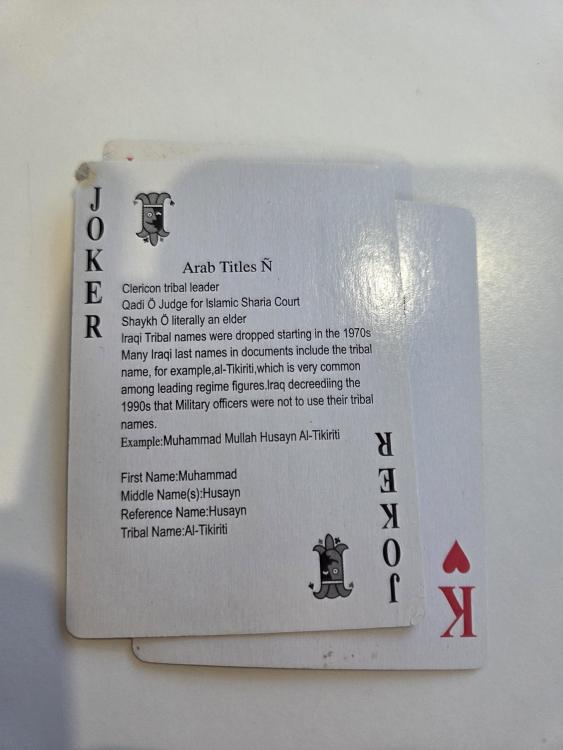 JOKER
Arab Titles Ñ
Clericon tribal leader
Qadi Ö Judge for Islamic Sharia Court
Shaykh Ö literally an elder
Iraqi Tribal names were dropped starting in the 1970s
Many Iraqi last names in documents include the tribal
name, for example,al-Tikiriti,which is very common
among leading regime figures.Iraq decreediing the
1990s that Military officers were not to use their tribal
names.
Example:Muhammad Mullah Husayn Al-Tikiriti
First Name:Muhammad
Middle Name(s):Husayn
Reference Name:Husayn
Tribal Name:Al-Tikiriti
JOKER
K